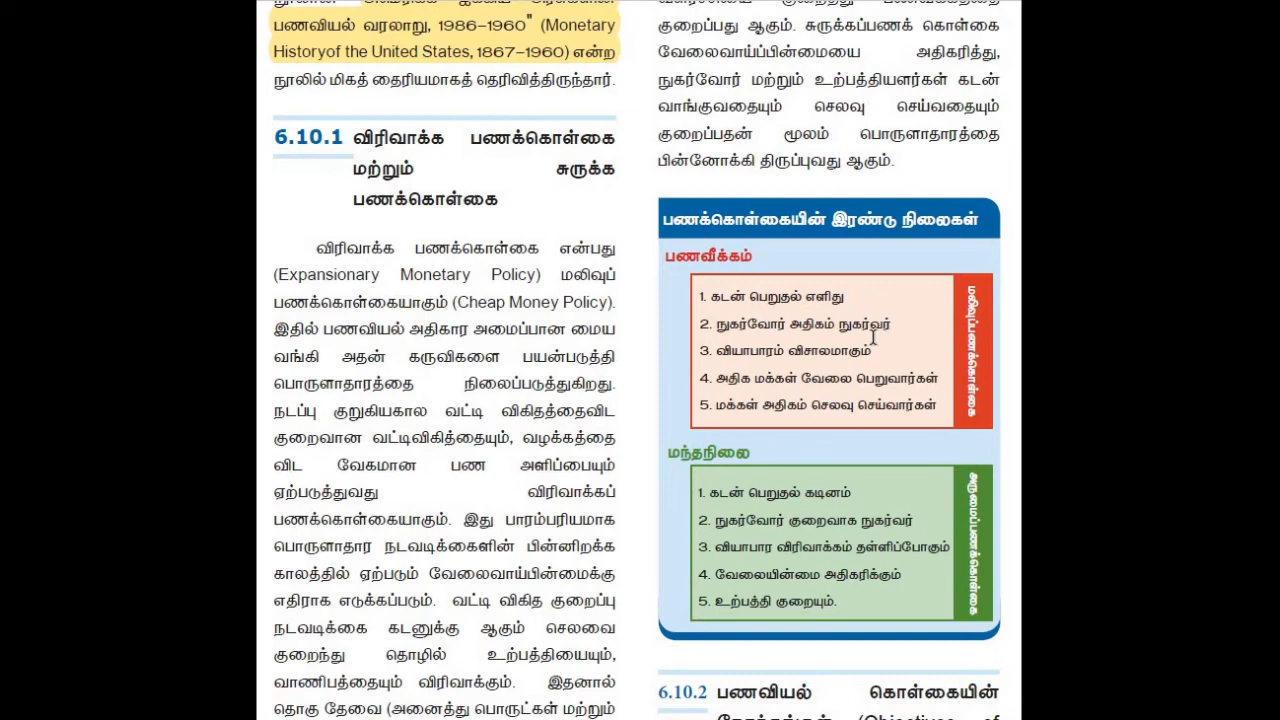 பணவியல் வரலாறு, 1986–1960" (Monetary
Historyof the United States, 1867–1960) என்ற
நூலில் மிகத் தைரியமாகத் தெரிவித்திருந்தார்.
6.10.1 விரிவாக்க பணக்கொள்கை
மற்றும் சுருக்க
பணக்கொள்கை
விரிவாக்க பணக்கொள்கை என்பது
(Expansionary Monetary Policy) மலிவுப்
பணக்கொள்கையாகும் (Cheap Money Policy).
இதில் பணவியல் அதிகார அமைப்பான மைய
வங்கி அதன் கருவிகளை பயன்படுத்தி
பொருளாதாரத்தை நிலைப்படுத்துகிறது.
நடப்பு குறுகியகால வட்டி விகிதத்தைவிட
குறைவான வட்டிவிகித்தையும், வழக்கத்தை
விட வேகமான பண அளிப்பையும்
ஏற்படுத்துவது விரிவாக்கப்
பணக்கொள்கையாகும். இது பாரம்பரியமாக
பொருளாதார நடவடிக்கைளின் பின்னிறக்க
காலத்தில் ஏற்படும் வேலைவாய்பின்மைக்கு
எதிராக எடுக்கப்படும். வட்டி விகித குறைப்பு
நடவடிக்கை கடனுக்கு ஆகும் செலவை
குறைந்து தொழில் உற்பத்தியையும்,
வாணிபத்தையும் விரிவாக்கும். இதனால்
தொகு தேவை (அனைத்து பொருட்கள் மற்றும்
குறைப்பது ஆகும். சுருக்கப்பணக் கொள்கை
வேலைவாய்ப்பின்மையை அதிகரித்து,
நுகர்வோர் மற்றும் உற்பத்தியளர்கள் கடன்
வாங்குவதையும் செலவு செய்வதையும்
குறைப்பதன் மூலம் பொருளாதாரத்தை
பின்னோக்கி திருப்புவது ஆகும்.
பணக்கொள்கையின் இரண்டு நிலைகள்
பணவீக்கம்
1. கடன் பெறுதல் எளிது
2. நுகர்வோர் அதிகம் நுகர்வர்
3. வியாபாரம் விசாலமாகும்
4. அதிக மக்கள் வேலை பெறுவார்கள்
5. மக்கள் அதிகம் செலவு செய்வார்கள்
மலிவுப்பணக்கொள்கை
மந்தநிலை
1. கடன் பெறுதல் கடினம்
2. நுகர்வோர் குறைவாக நுகர்வர்
3. வியாபார விரிவாக்கம் தள்ளிப்போகும்
4. வேலையின்மை அதிகரிக்கும்
5. உற்பத்தி குறையும்.
அருமைப்பணக்கொள்கை
6.10.2 பணவியல் கொள்கையின்